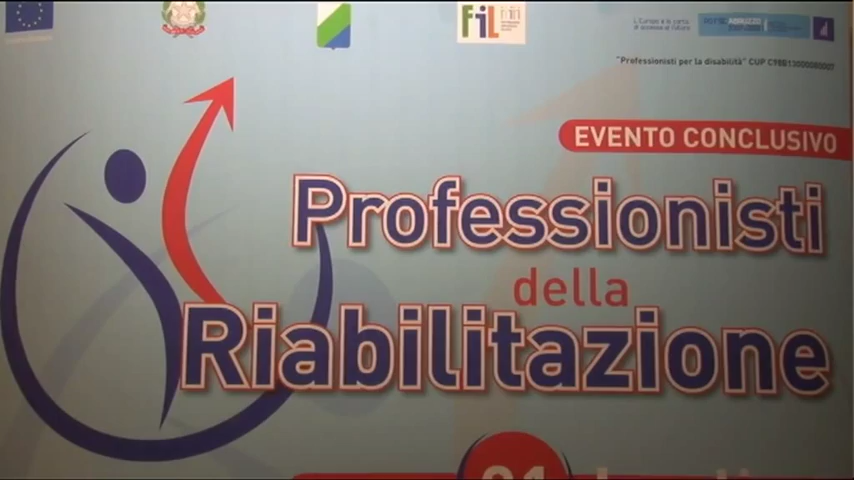 FiL
"Professionisti per la disabilità" CUP C98B13000080007
EVENTO CONCLUSIVO
Professionisti
della
Riabilitazione